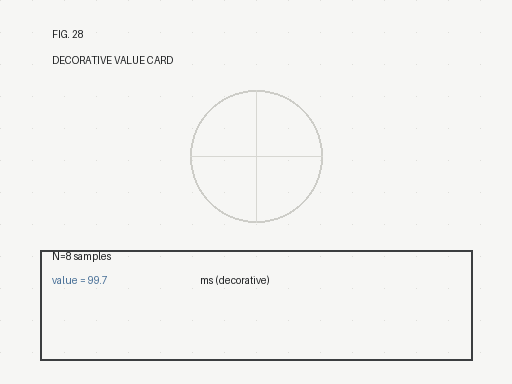 FIG. 28
DECORATIVE VALUE CARD
N=8 samples
value = 99.7 ms (decorative)